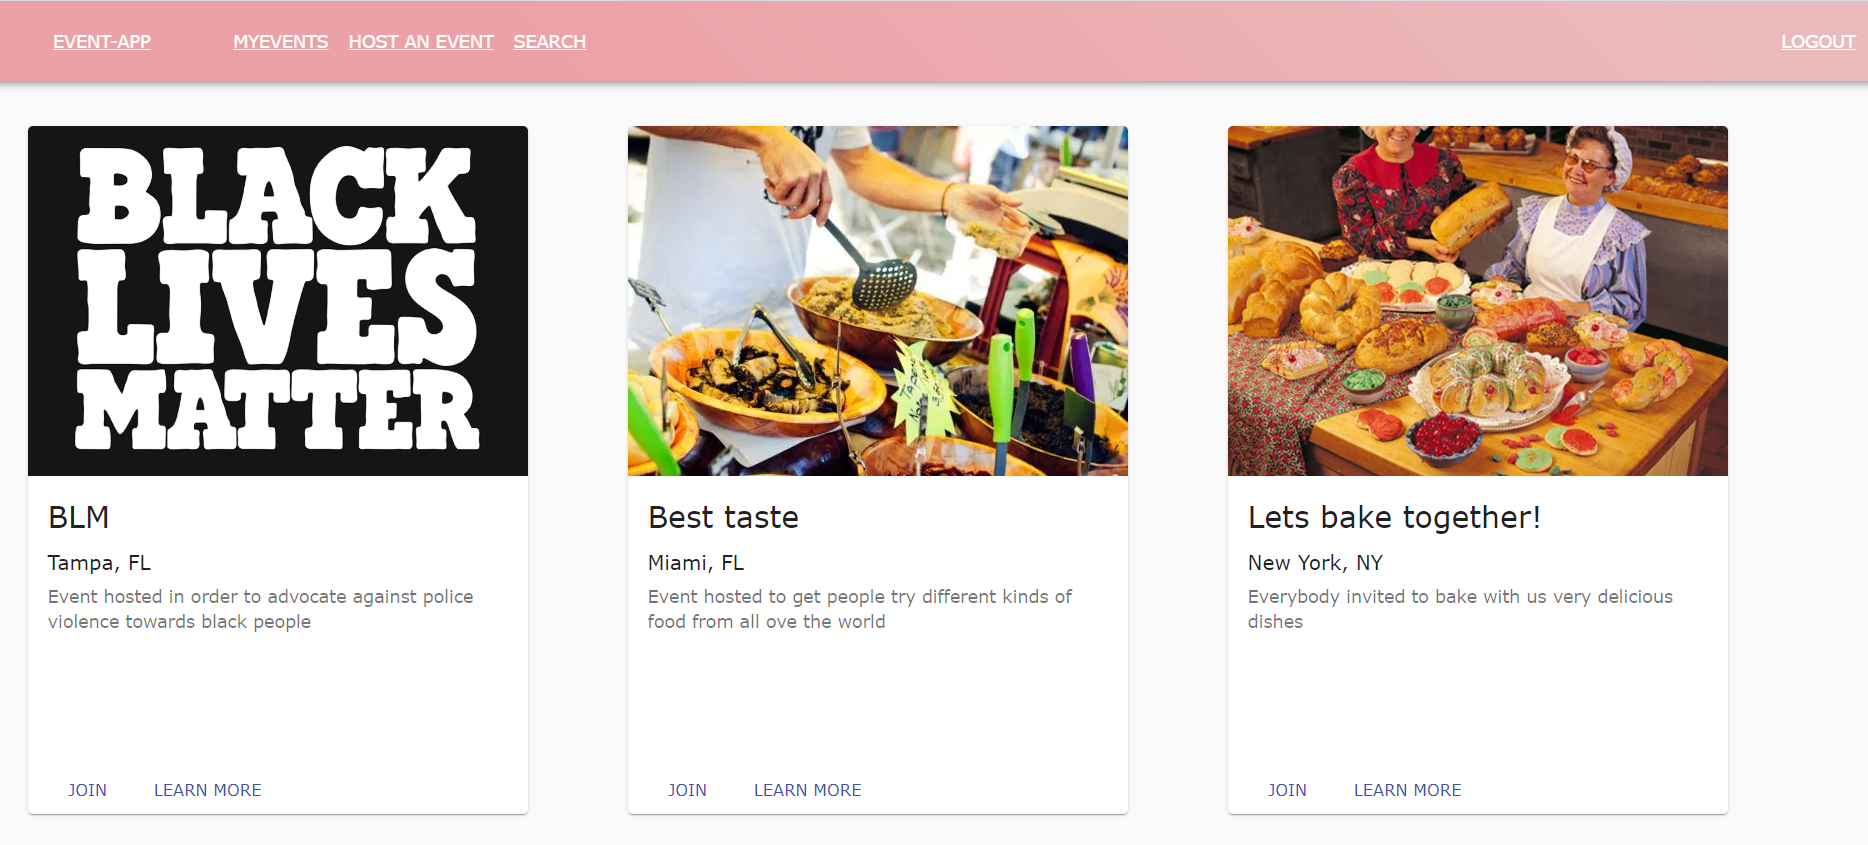 EVENT-APP MYEVENTS HOST AN EVENT SEARCH LOGOUT
BLACK
LIVES
MATTER
BLM
Tampa, FL
Event hosted in order to advocate against police
violence towards black people
JOIN LEARN MORE
Best taste
Miami, FL
Event hosted to get people try different kinds of
food from all ove the world
JOIN LEARN MORE
Lets bake together!
New York, NY
Everybody invited to bake with us very delicious
dishes
JOIN LEARN MORE